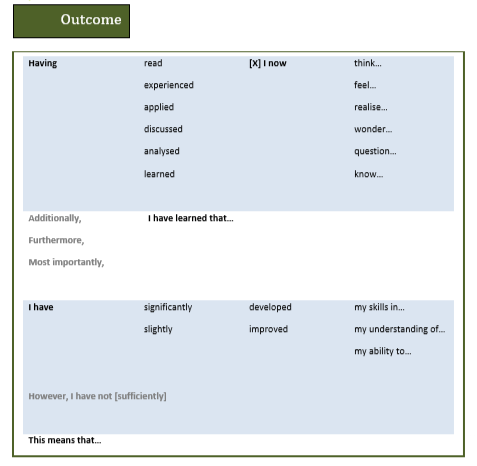 Outcome
Having read [X] I now think...
experienced feel...
applied realise...
discussed wonder...
analysed question...
learned know...
Additionally, I have learned that...
Furthermore,
Most importantly,
I have significantly developed my skills in...
slightly improved my understanding of...
my ability to...
However, I have not [sufficiently]
This means that...